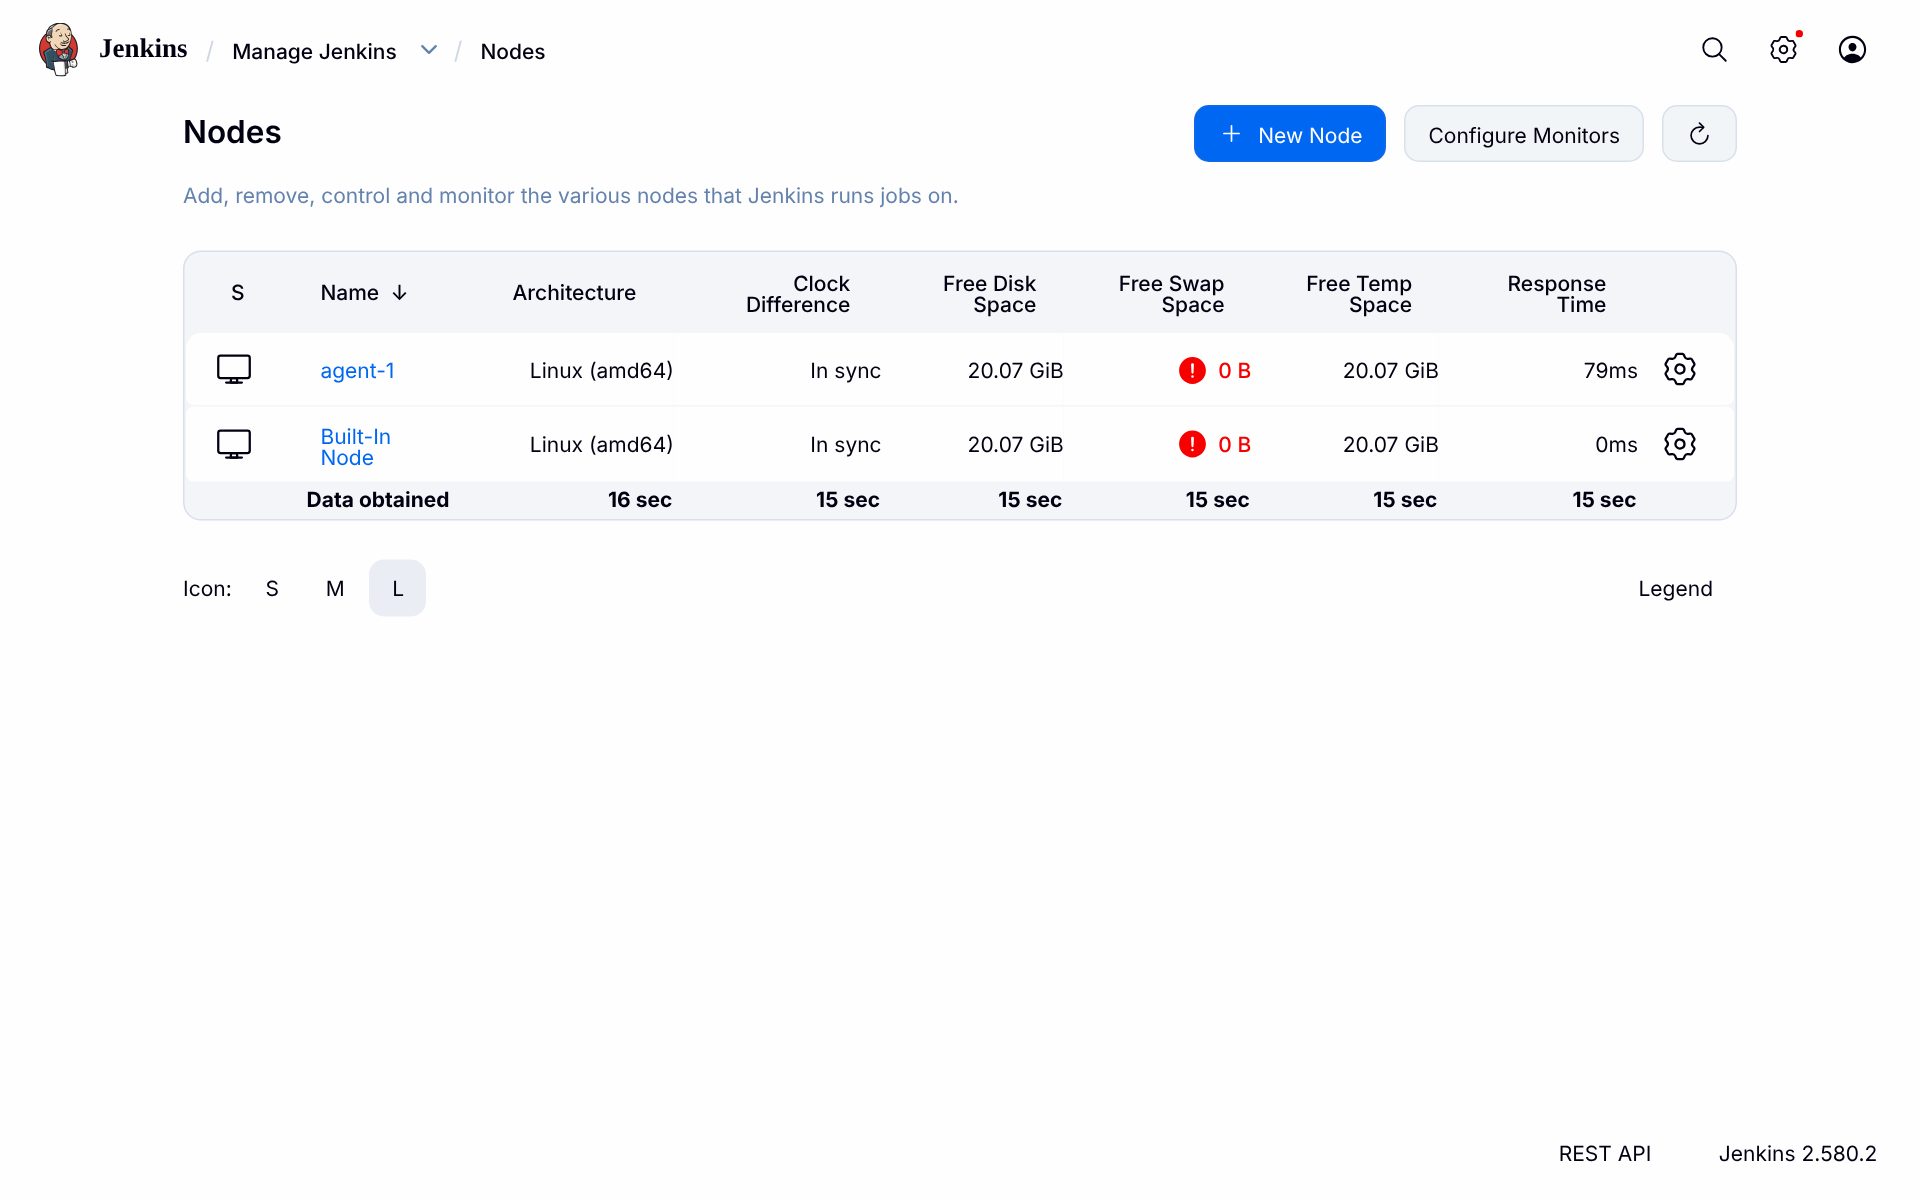 Jenkins / Manage Jenkins / Nodes
Nodes
New Node
Configure Monitors
Add, remove, control and monitor the various nodes that Jenkins runs jobs on.
S Name ↓ Architecture Clock Difference Free Disk Space Free Swap Space Free Temp Space Response Time
agent-1 Linux (amd64) In sync 20.07 GiB 0 B 20.07 GiB 79ms
Built-In Node Linux (amd64) In sync 20.07 GiB 0 B 20.07 GiB 0ms
Data obtained 16 sec 15 sec 15 sec 15 sec 15 sec 15 sec
Icon: S M L
Legend
REST API Jenkins 2.580.2